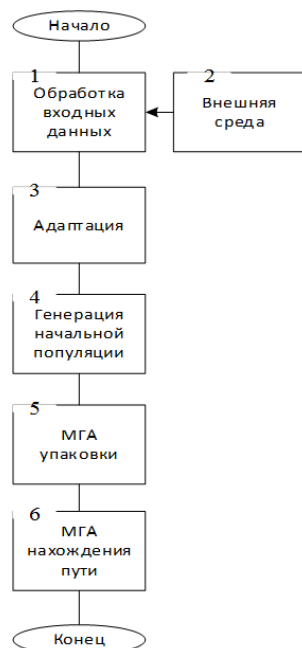 Начало
1
Обработка
входных
данных
2
Внешняя
среда
3
Адаптация
4
Генерация
начальной
популяции
5
МГА
упаковки
6
МГА
нахождения
пути
Конец